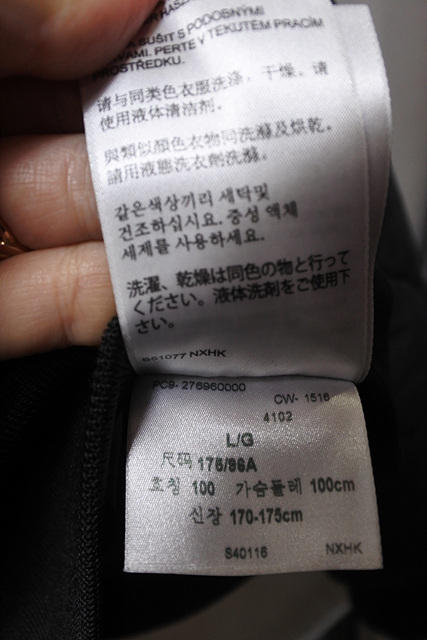 A SUŠIT S PODOBNÝMI
VAMI. PERTE V TEKUTÉM PRACÍM
PROSTŘEDKU.
请与同类色衣服洗涤，干燥。请
使用液体清洁剂.
與類似顏色衣物同洗滌及烘乾。
請用液態洗衣劑洗滌.
같은색상끼리 세탁및
건조하십시요. 중성 액체
세제를 사용하세요.
洗濯、乾燥は同色の物と行って
ください。液体洗剤をご使用下
さい。
S61077 NXHK
PC9- 276960000
CW- 1516
4102
L/G
尺码 175/96A
호칭 100 가슴둘레 100cm
신장 170-175cm
S40116 NXHK